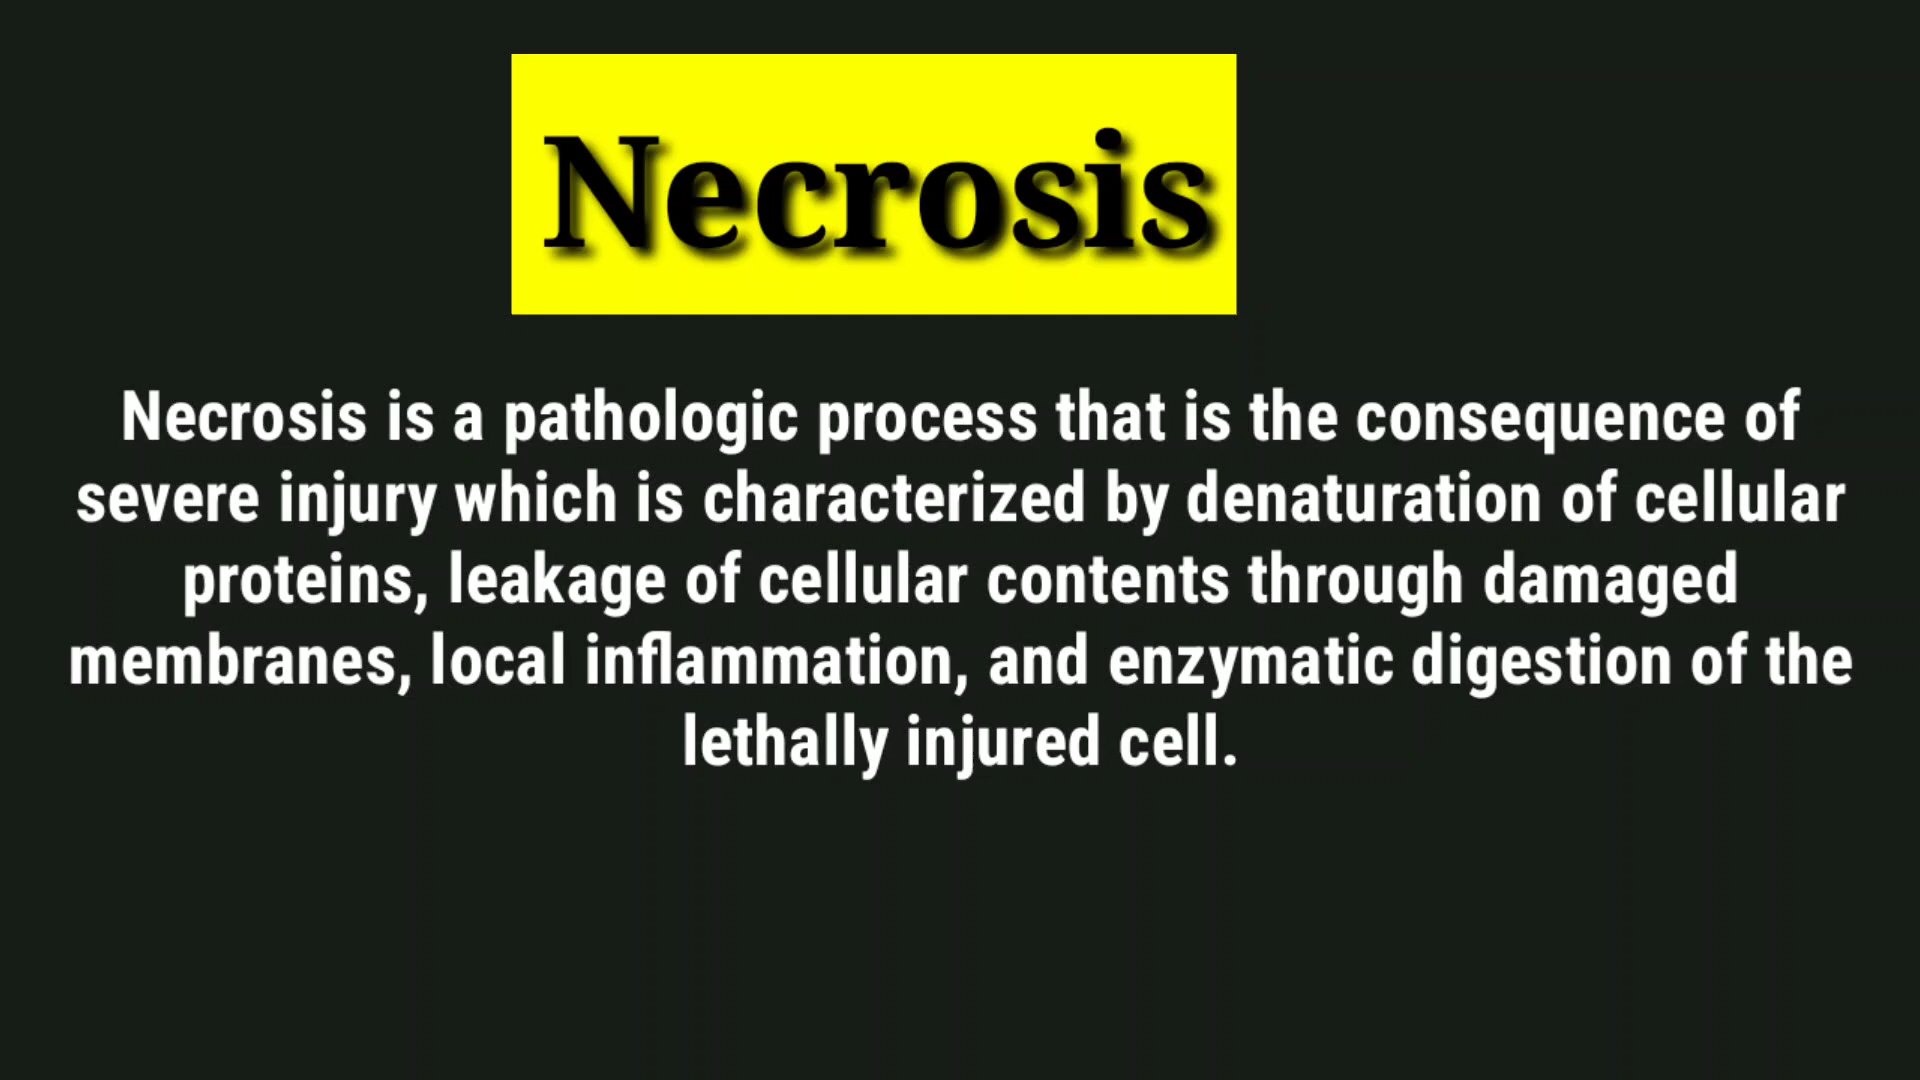 Necrosis
Necrosis is a pathologic process that is the consequence of
severe injury which is characterized by denaturation of cellular
proteins, leakage of cellular contents through damaged
membranes, local inflammation, and enzymatic digestion of the
lethally injured cell.